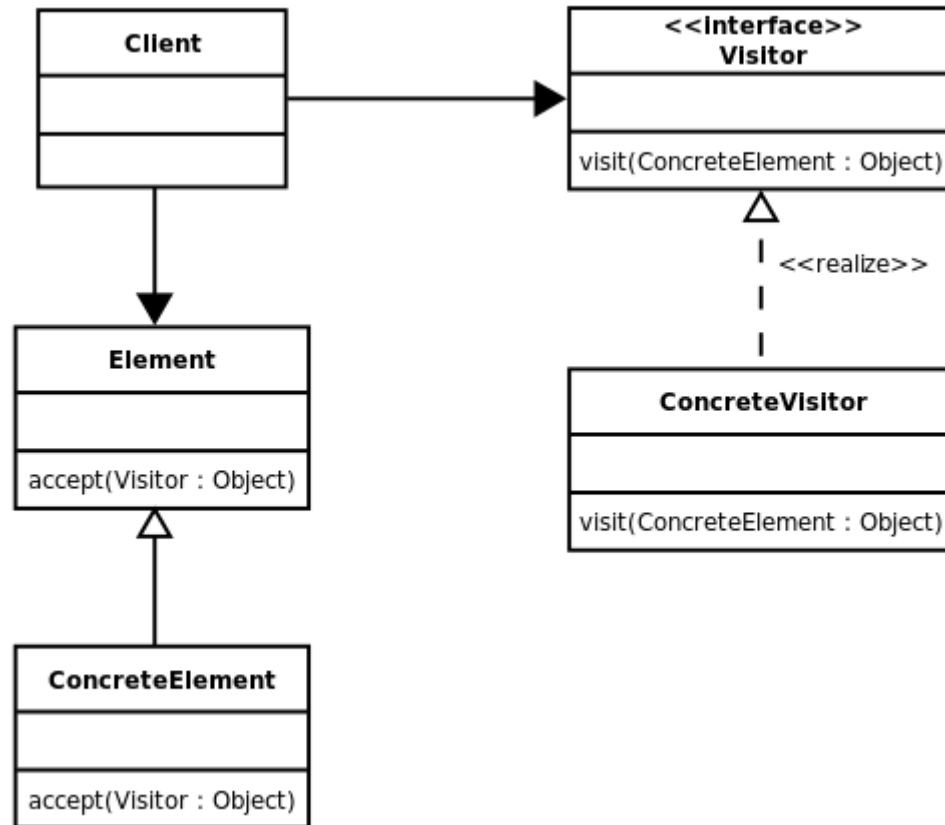 Client
<<interface>>
Visitor
visit(ConcreteElement : Object)
<<realize>>
Element
accept(Visitor : Object)
ConcreteVisitor
visit(ConcreteElement : Object)
ConcreteElement
accept(Visitor : Object)